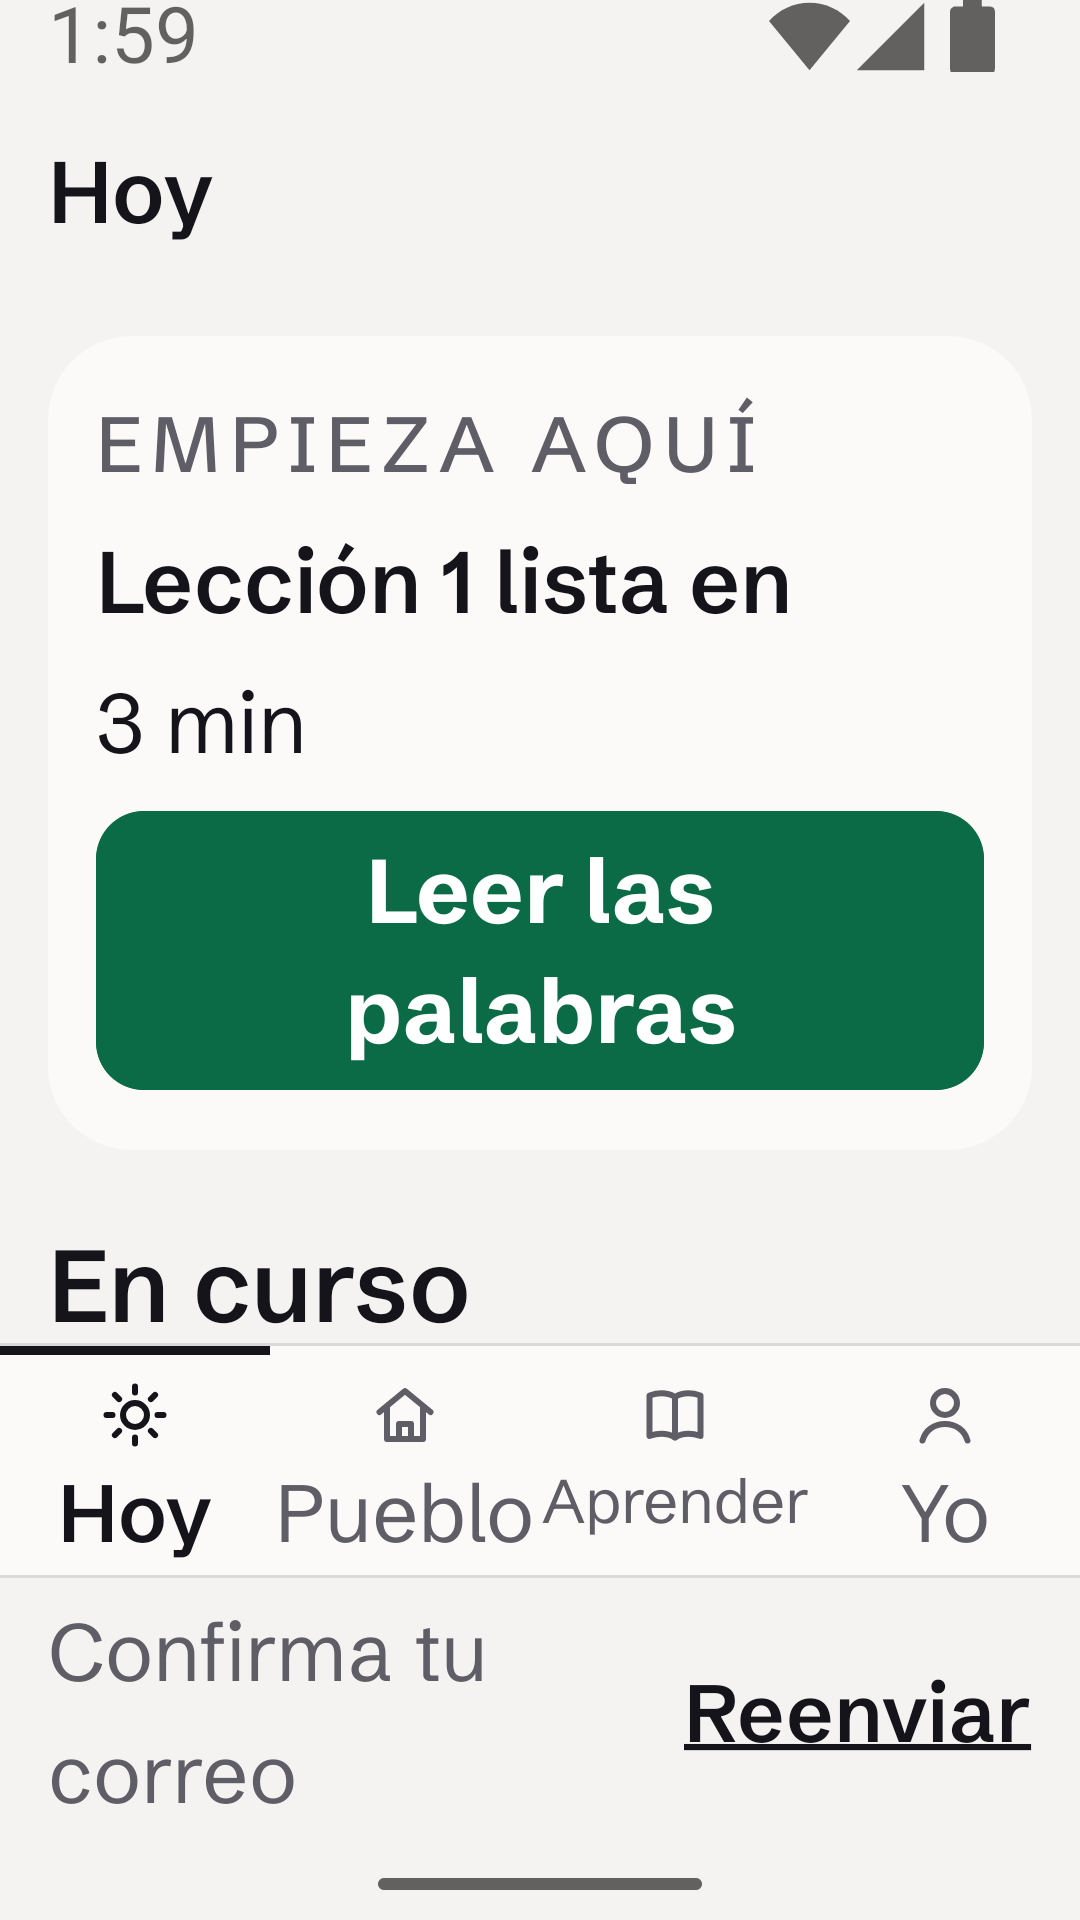 1:59
Hoy
EMPIEZA AQUÍ
Lección 1 lista en
3 min
Leer las
palabras
En curso
Hoy
Pueblo
Aprender
Yo
Confirma tu
correo
Reenviar